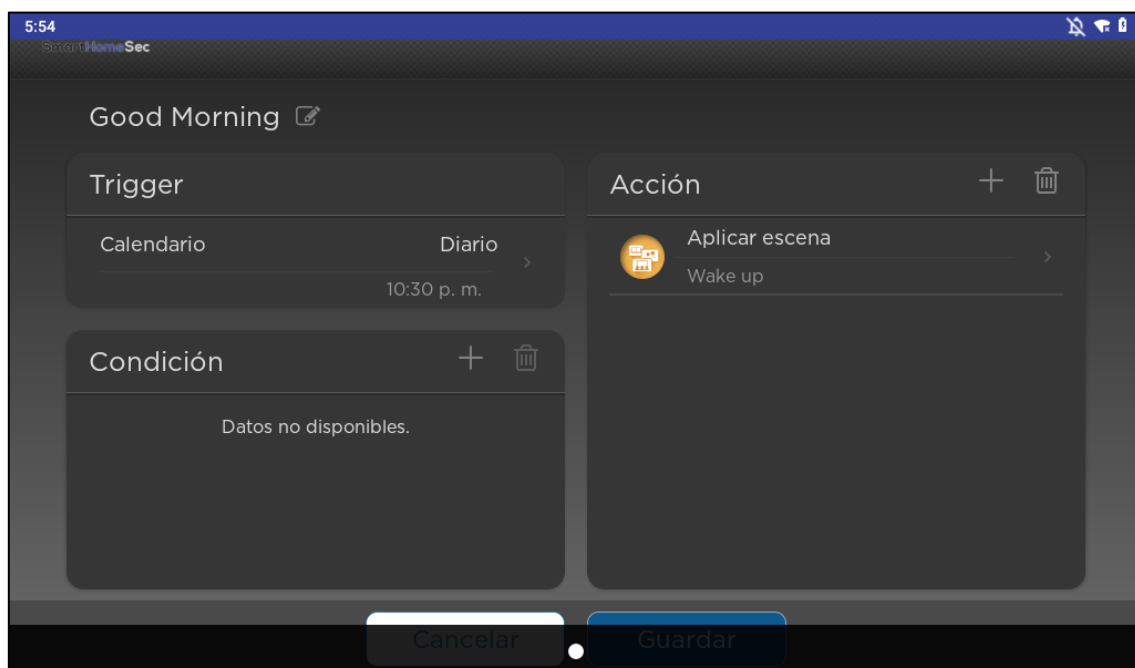 5:54
SmartHomeSec
Good Morning
Trigger
Calendario Diario
10:30 p. m.
Condición
Datos no disponibles.
Acción
Aplicar escena
Wake up
Cancelar
Guardar